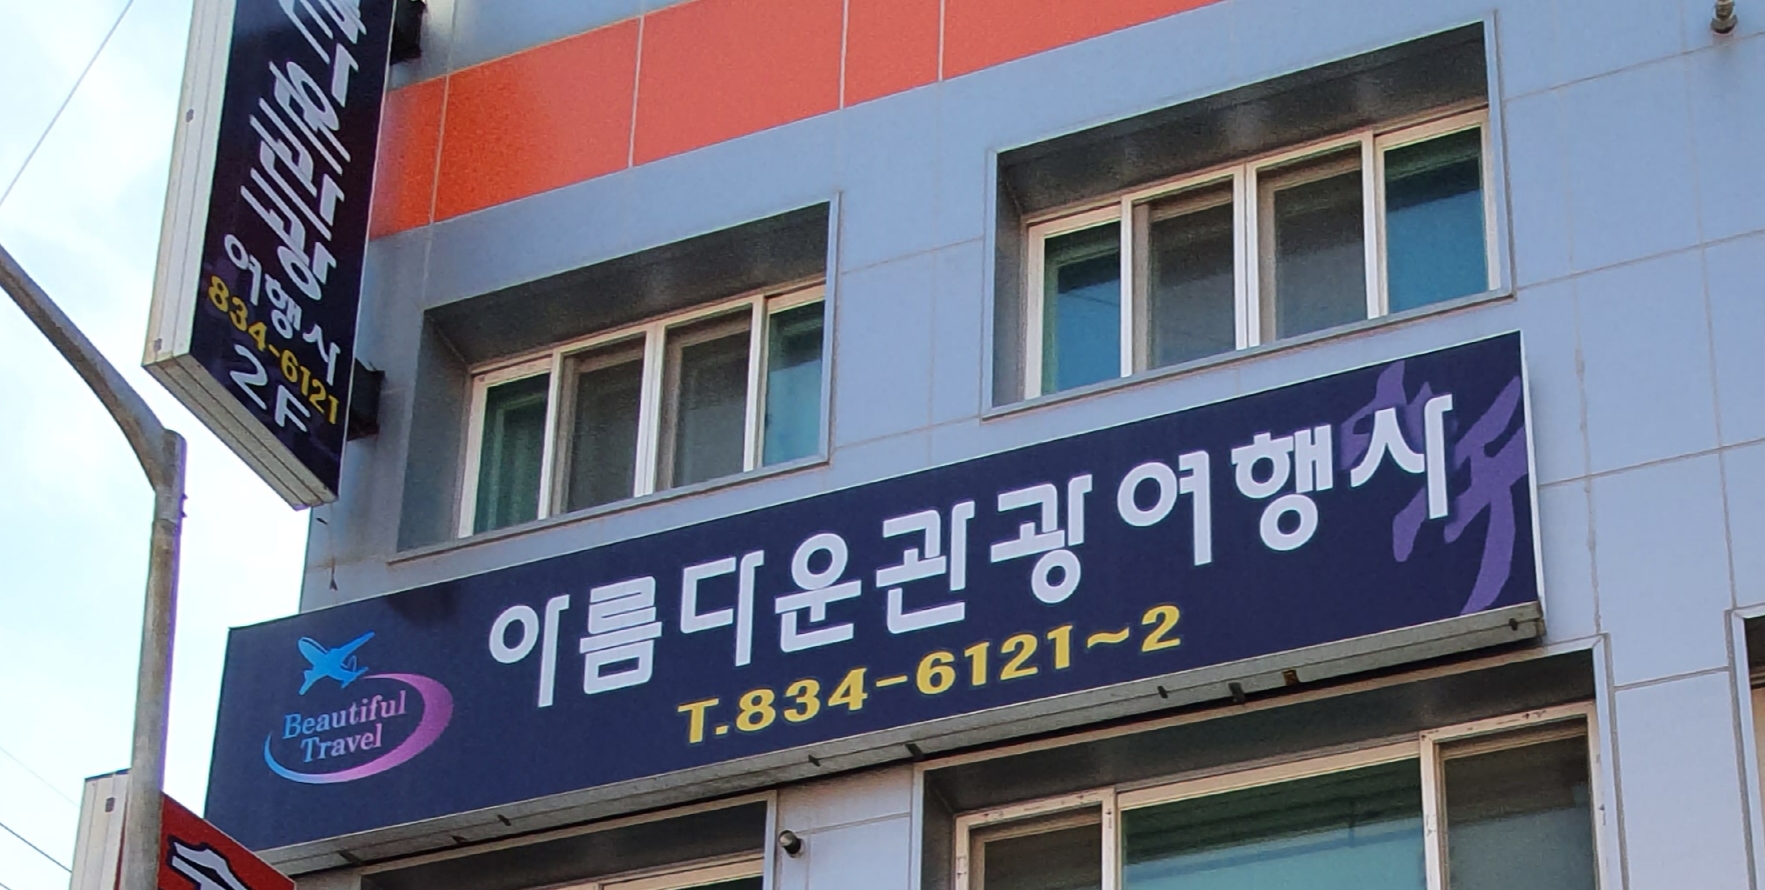 여행사
834-6121
2F
아름다운관광여행사
T.834-6121~2
Beautiful
Travel